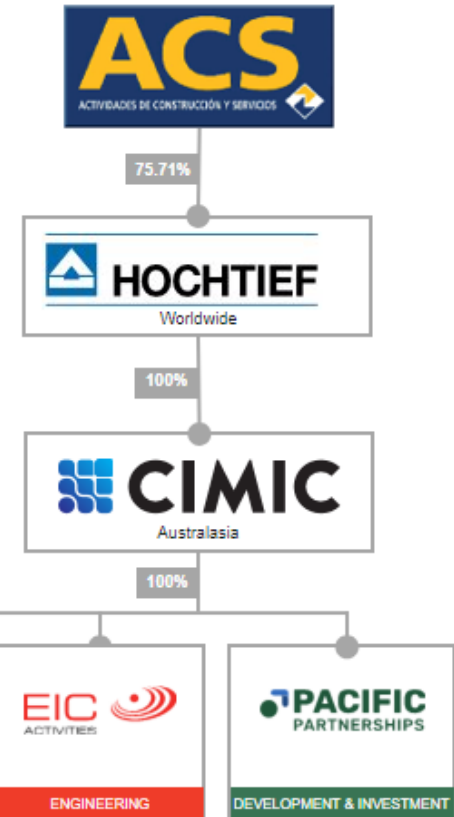 ACS
ACTIVIDADES DE CONSTRUCCIÓN Y SERVICIOS
75.71%
HOCHTIEF
Worldwide
100%
CIMIC
Australasia
100%
EIC
ACTIVITIES
ENGINEERING
PACIFIC
PARTNERSHIPS
DEVELOPMENT & INVESTMENT